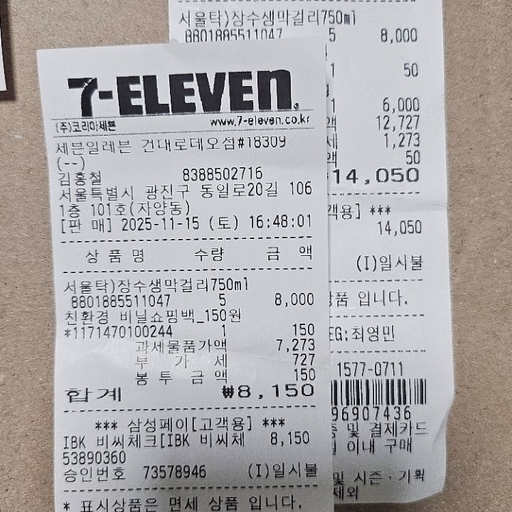 7-ELEVEN.
(주)코리아세븐 www.7-eleven.co.kr
세븐일레븐 건대로데오점#18309
(--)
김홍철 8388502716
서울특별시 광진구 동일로20길 106
1층 101호(자양동)
[판 매] 2025-11-15 (토) 16:48:01
상 품 명 수량 금 액
서울탁)장수생막걸리750ml
8801885511047 5 8,000
친환경 비닐쇼핑백_150원
*1171470100244 1 150
과세물품가액 7,273
부 가 세 727
봉 투 금 액 150
합 계 ₩8,150
*** 삼성페이[고객용] ***
IBK 비씨체크[IBK 비씨체 8,150
53890360
승인번호 73578946 (I)일시불
* 표시상품은 면세 상품 입니다.
서울탁)장수생막걸리750ml
8801885511047 5 8,000
1 50
1 6,000
액 12,727
세 1,273
액 50
14,050
객용] ***
14,050
(I)일시불
상품 입니다.
EG:최영민
1577-0711
96907436
및 결제카드
이내 구매
및 시즌·기획
제외